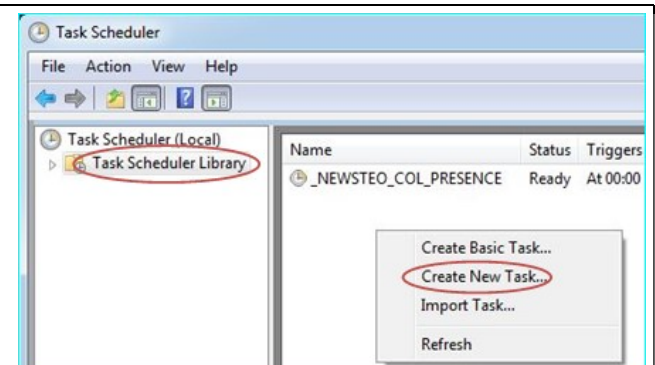 Task Scheduler
File Action View Help
Task Scheduler (Local)
Task Scheduler Library
Name Status Triggers
_NEWSTEO_COL_PRESENCE Ready At 00:00
Create Basic Task...
Create New Task...
Import Task...
Refresh